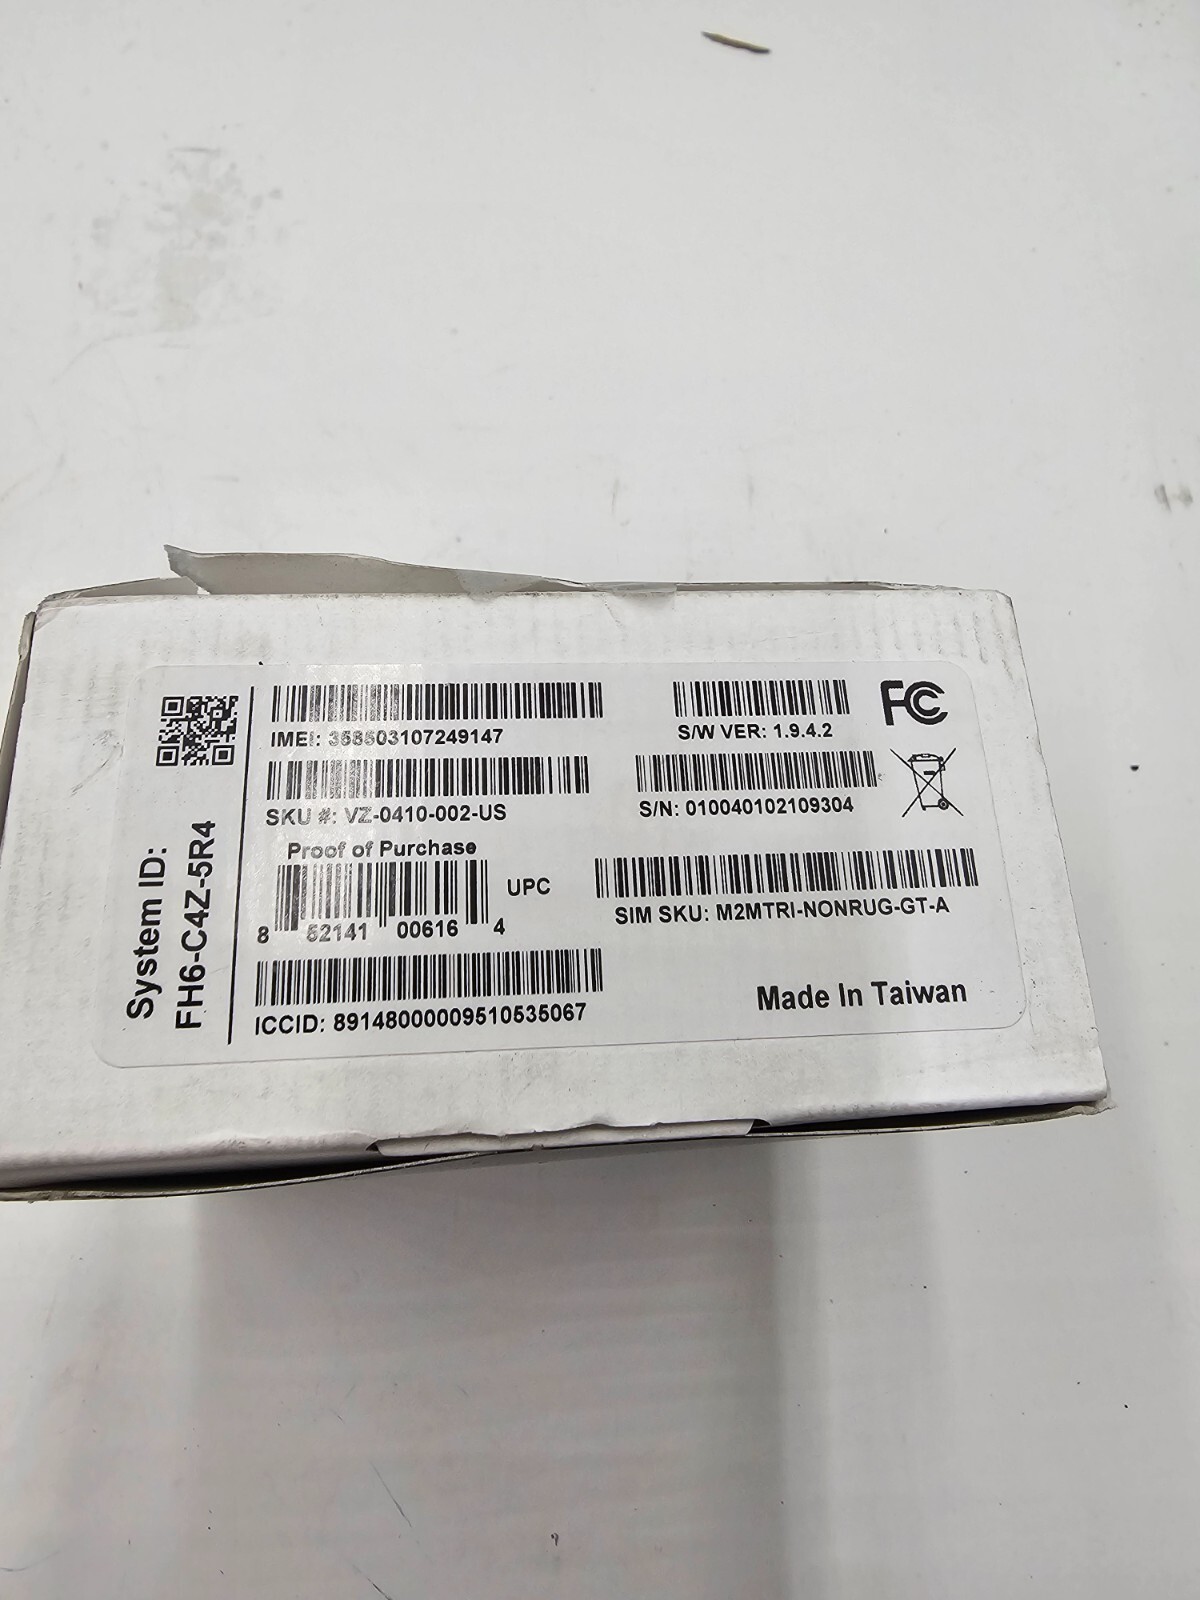 System ID:
FH6-C4Z-5R4
IMEI: 358503107249147
S/W VER: 1.9.4.2
FC
SKU #: VZ-0410-002-US
S/N: 010040102109304
Proof of Purchase
UPC
8 52141 00616 4
SIM SKU: M2MTRI-NONRUG-GT-A
ICCID: 89148000009510535067
Made In Taiwan